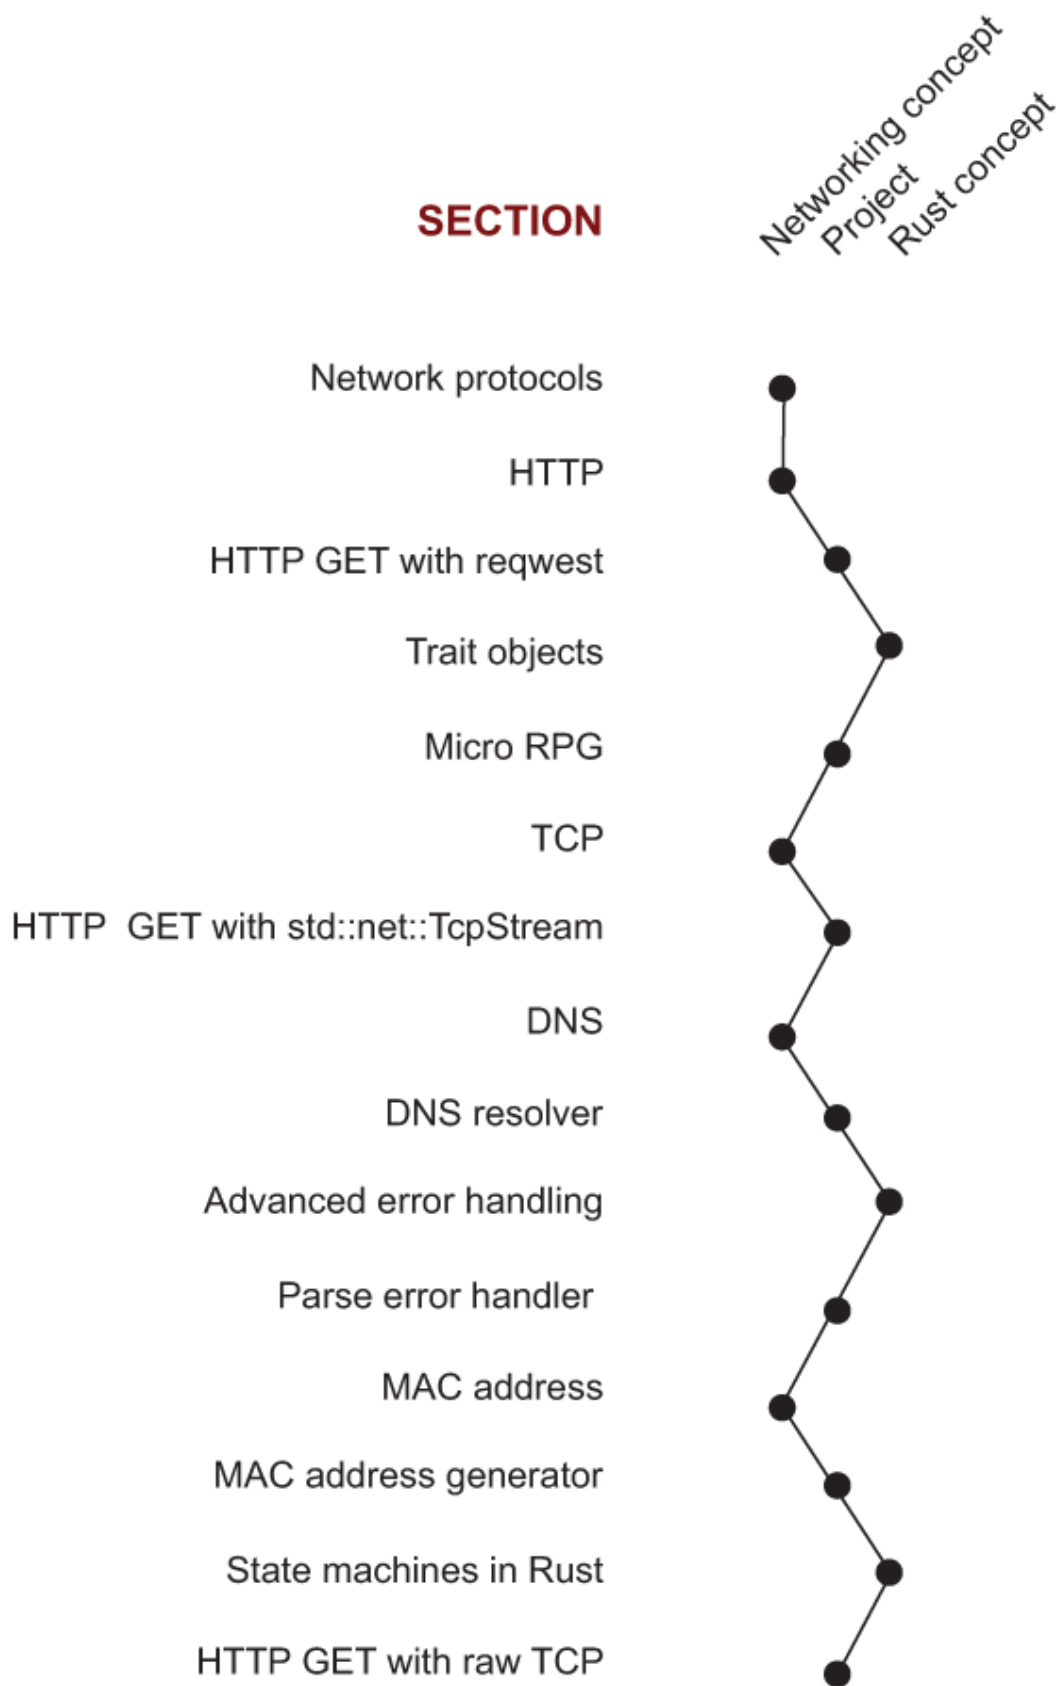 Networking concept
Project
Rust concept
SECTION
Network protocols
HTTP
HTTP GET with reqwest
Trait objects
Micro RPG
TCP
HTTP  GET with std::net::TcpStream
DNS
DNS resolver
Advanced error handling
Parse error handler
MAC address
MAC address generator
State machines in Rust
HTTP GET with raw TCP